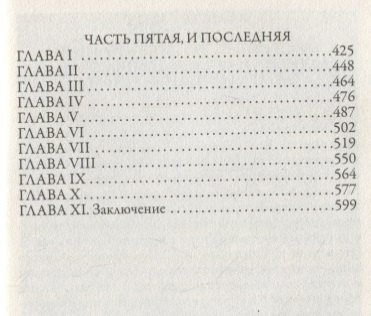 ЧАСТЬ ПЯТАЯ, И ПОСЛЕДНЯЯ
ГЛАВА I ........................................ 425
ГЛАВА II ....................................... 448
ГЛАВА III ...................................... 464
ГЛАВА IV ....................................... 476
ГЛАВА V ........................................ 487
ГЛАВА VI ....................................... 502
ГЛАВА VII ...................................... 519
ГЛАВА VIII ..................................... 550
ГЛАВА IX ....................................... 564
ГЛАВА X ........................................ 577
ГЛАВА XI. Заключение ........................... 599